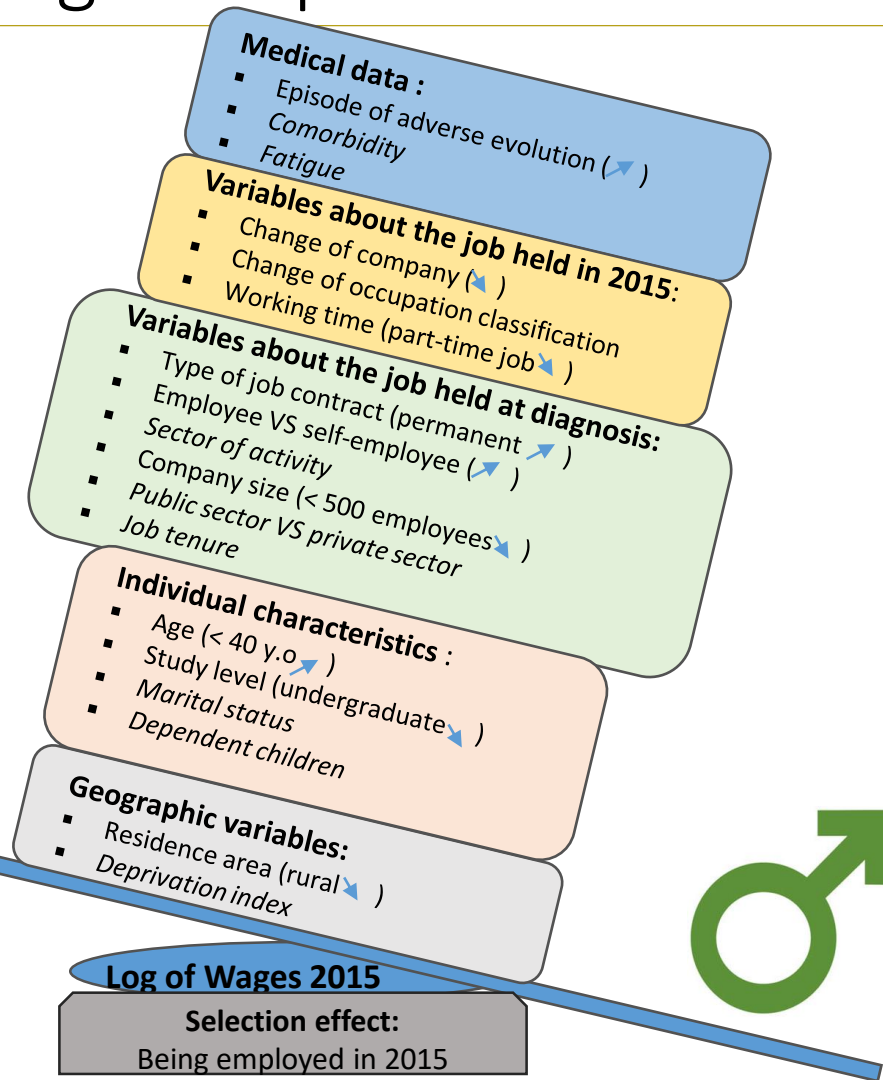 Medical data :
▪ Episode of adverse evolution (↗ )
▪ Comorbidity
▪ Fatigue
Variables about the job held in 2015:
▪ Change of company (↘ )
▪ Change of occupation classification
▪ Working time (part-time job↘ )
Variables about the job held at diagnosis:
▪ Type of job contract (permanent ↗ )
▪ Employee VS self-employee (↗ )
▪ Sector of activity
▪ Company size (< 500 employees↘ )
▪ Public sector VS private sector
▪ Job tenure
Individual characteristics :
▪ Age (< 40 y.o↗ )
▪ Study level (undergraduate↘ )
▪ Marital status
▪ Dependent children
Geographic variables:
▪ Residence area (rural↘ )
▪ Deprivation index
Log of Wages 2015
Selection effect:
Being employed in 2015